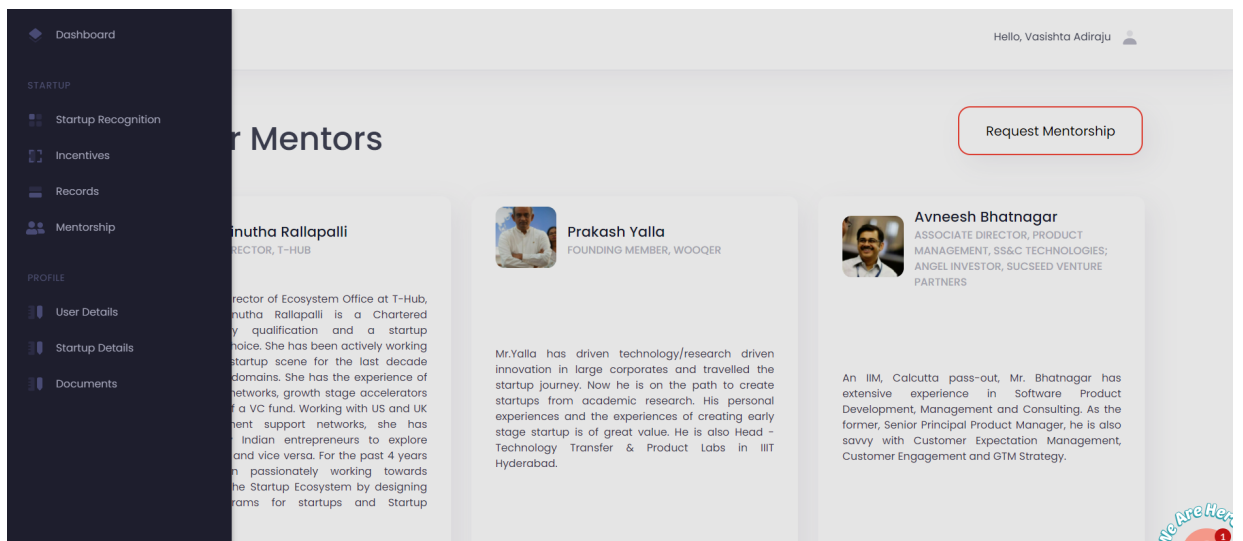 Dashboard
Hello, Vasishta Adiraju
STARTUP
Startup Recognition
Incentives
Records
Mentorship
PROFILE
User Details
Startup Details
Documents
r Mentors
Request Mentorship
inutha Rallapalli
RECTOR, T-HUB
rector of Ecosystem Office at T-Hub,
nutha Rallapalli is a Chartered
y qualification and a startup
hoice. She has been actively working
startup scene for the last decade
domains. She has the experience of
networks, growth stage accelerators
f a VC fund. Working with US and UK
ent support networks, she has
Indian entrepreneurs to explore
and vice versa. For the past 4 years
n passionately working towards
he Startup Ecosystem by designing
rams for startups and Startup
Prakash Yalla
FOUNDING MEMBER, WOOQER
Mr.Yalla has driven technology/research driven
innovation in large corporates and travelled the
startup journey. Now he is on the path to create
startups from academic research. His personal
experiences and the experiences of creating early
stage startup is of great value. He is also Head -
Technology Transfer & Product Labs in IIIT
Hyderabad.
Avneesh Bhatnagar
ASSOCIATE DIRECTOR, PRODUCT
MANAGEMENT, SS&C TECHNOLOGIES;
ANGEL INVESTOR, SUCSEED VENTURE
PARTNERS
An IIM, Calcutta pass-out, Mr. Bhatnagar has
extensive experience in Software Product
Development, Management and Consulting. As the
former, Senior Principal Product Manager, he is also
savvy with Customer Expectation Management,
Customer Engagement and GTM Strategy.
We Are Here
1